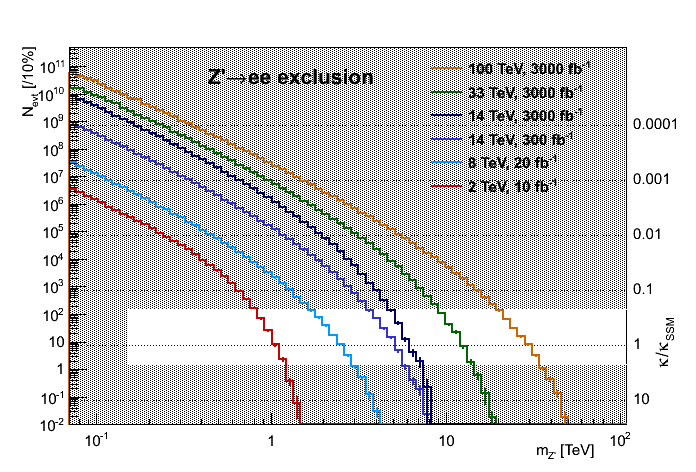 Z'→ee exclusion
100 TeV, 3000 fb⁻¹
33 TeV, 3000 fb⁻¹
14 TeV, 3000 fb⁻¹
14 TeV, 300 fb⁻¹
8 TeV, 20 fb⁻¹
2 TeV, 10 fb⁻¹
N_evt [/10%]
10¹¹
10¹⁰
10⁹
10⁸
10⁷
10⁶
10⁵
10⁴
10³
10²
10
1
10⁻¹
10⁻²
0.0001
0.001
0.01
0.1
1
10
κ/κ_SSM
10⁻¹
1
10
10²
m_Z' [TeV]